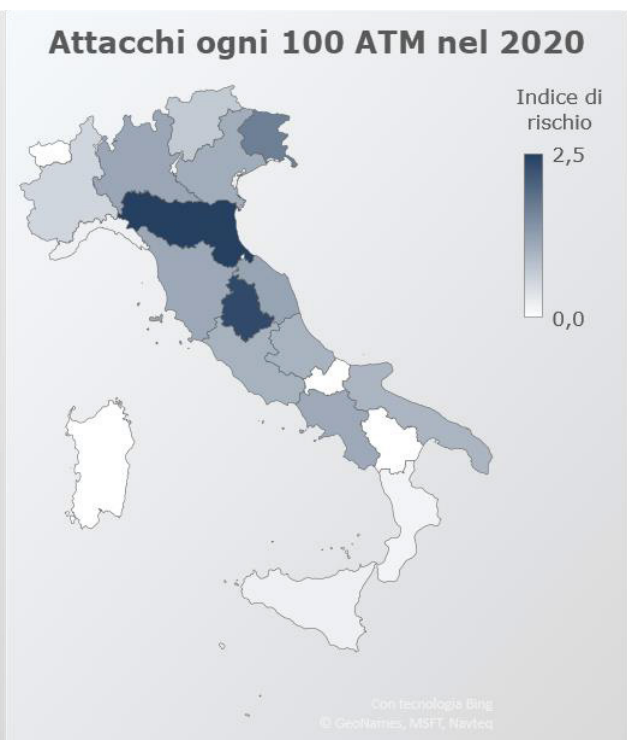 Attacchi ogni 100 ATM nel 2020
Indice di
rischio
2,5
0,0
Con tecnologia Bing
© GeoNames, MSFT, Navteq